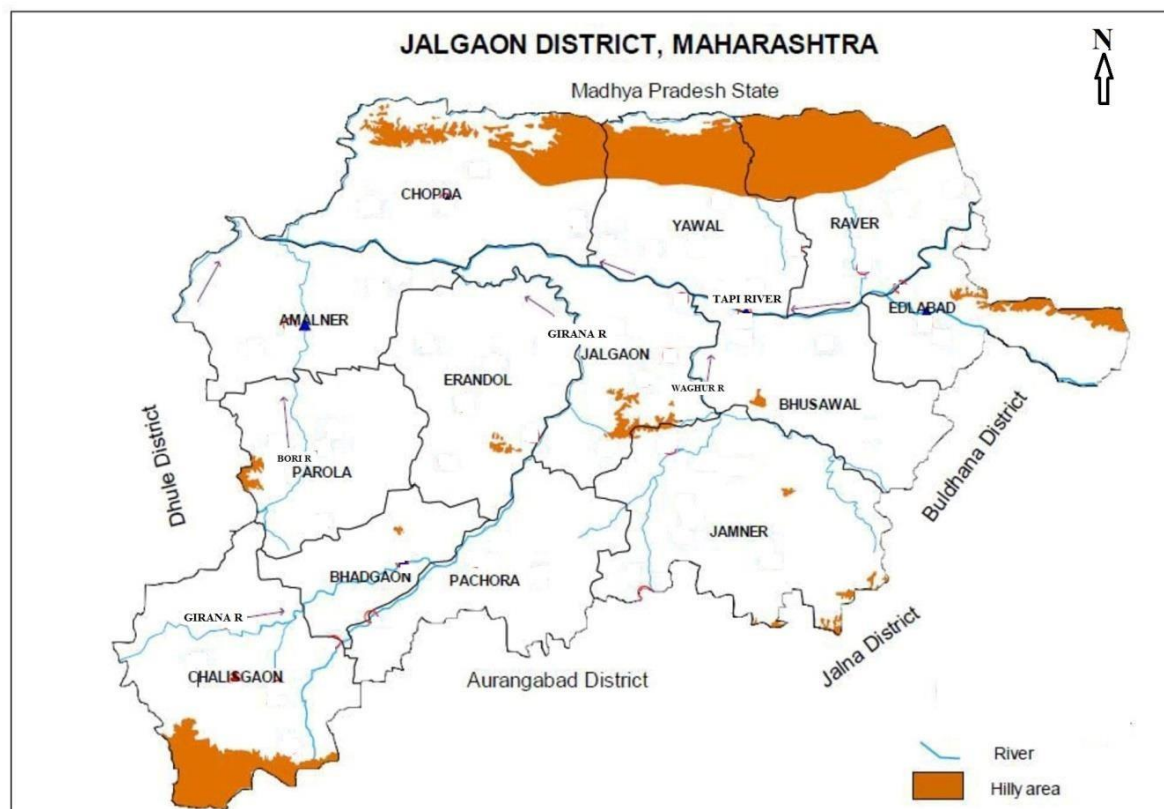 JALGAON DISTRICT, MAHARASHTRA
N
Madhya Pradesh State
CHOPDA
YAWAL
RAVER
TAPI RIVER
EDLABAD
AMALNER
GIRANA R
JALGAON
ERANDOL
WAGHUR R
BHUSAWAL
Dhule District
BORI R
PAROLA
Buldhana District
JAMNER
BHADGAON
PACHORA
GIRANA R
CHALISGAON
Aurangabad District
Jalna District
River
Hilly area